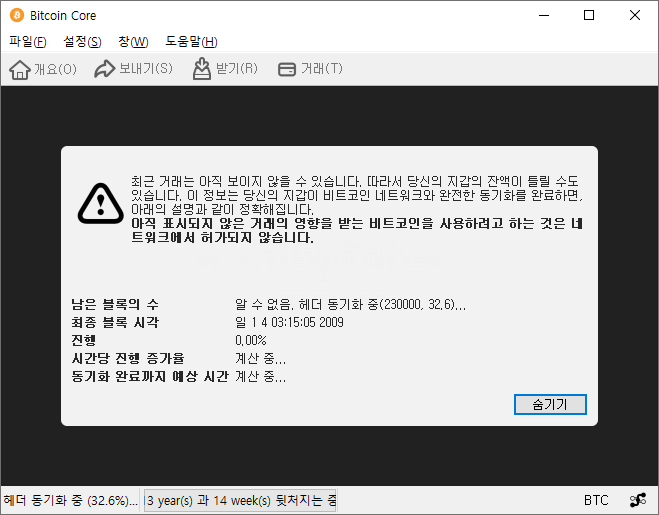 Bitcoin Core
파일(F) 설정(S) 창(W) 도움말(H)
개요(O) 보내기(S) 받기(R) 거래(T)
최근 거래는 아직 보이지 않을 수 있습니다. 따라서 당신의 지갑의 잔액이 틀릴 수도
있습니다. 이 정보는 당신의 지갑이 비트코인 네트워크와 완전한 동기화를 완료하면,
아래의 설명과 같이 정확해집니다.
아직 표시되지 않은 거래의 영향을 받는 비트코인을 사용하려고 하는 것은 네
트워크에서 허가되지 않습니다.
남은 블록의 수 알 수 없음. 헤더 동기화 중(230000, 32.6)...
최종 블록 시각 일 1 4 03:15:05 2009
진행 0.00%
시간당 진행 증가율 계산 중...
동기화 완료까지 예상 시간 계산 중...
숨기기
헤더 동기화 중 (32.6%)... 3 year(s) 과 14 week(s) 뒷처지는 중 BTC